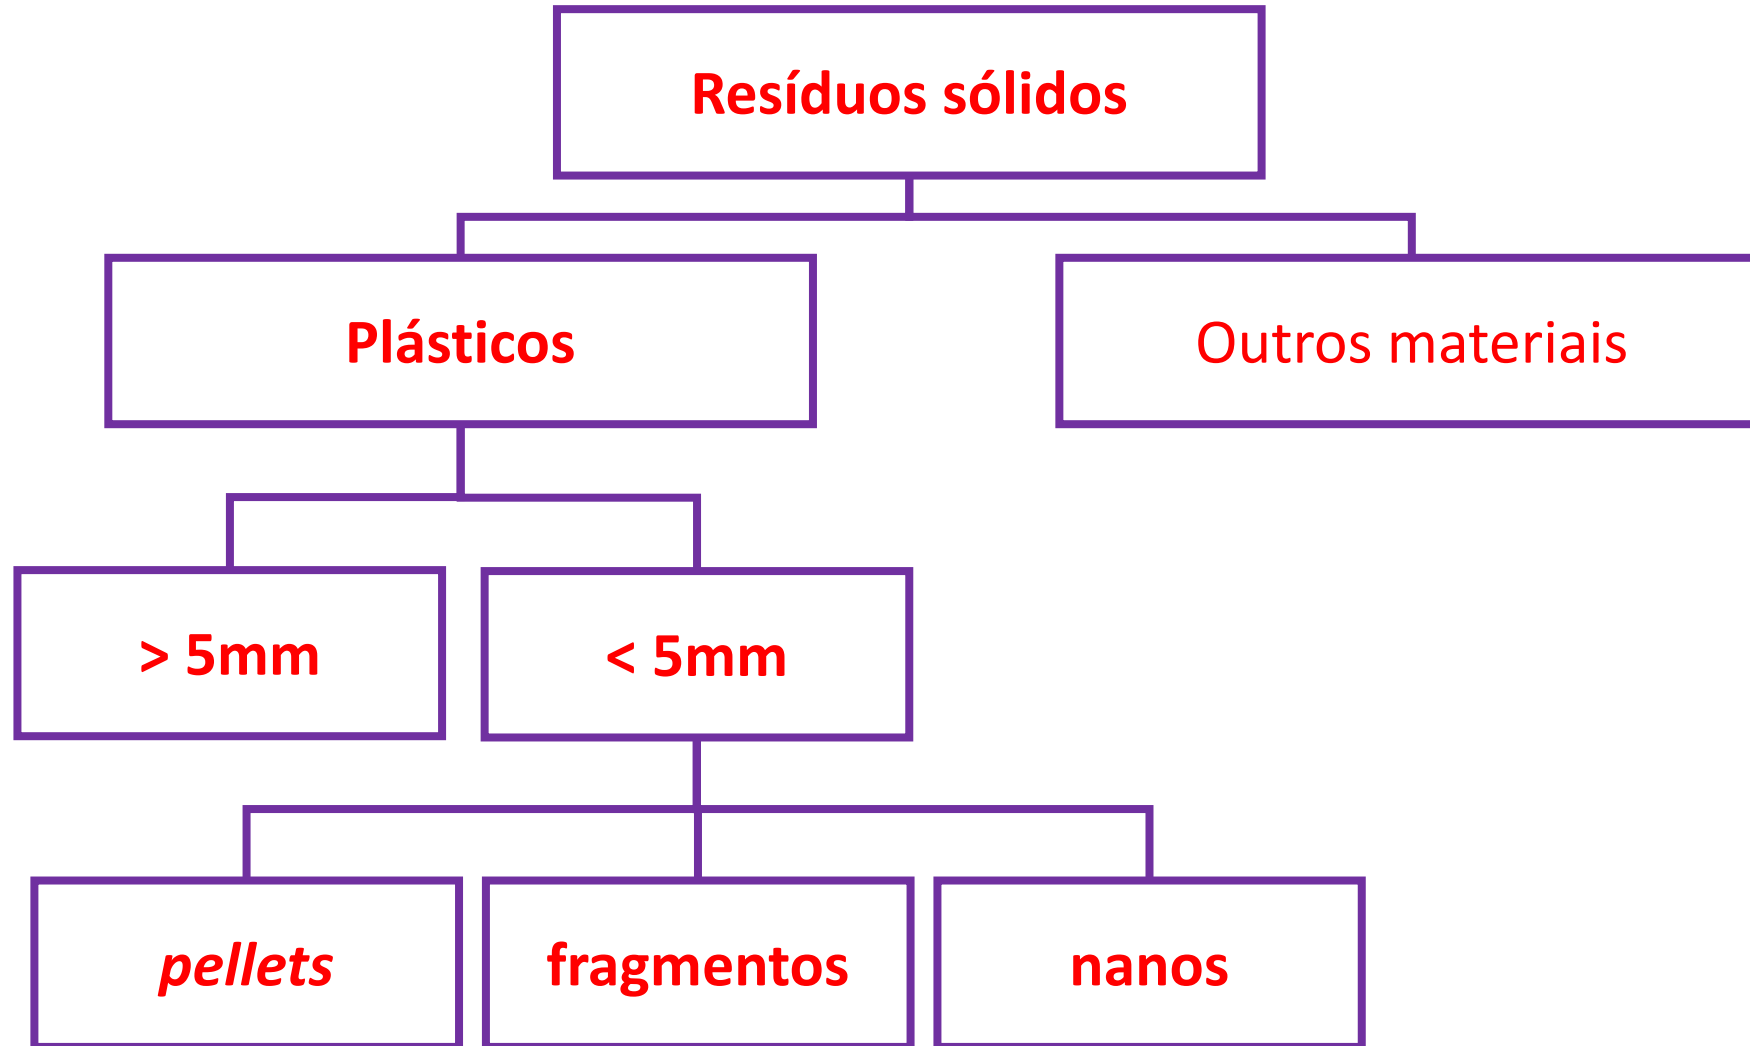 Resíduos sólidos
Plásticos
Outros materiais
> 5mm
< 5mm
pellets
fragmentos
nanos